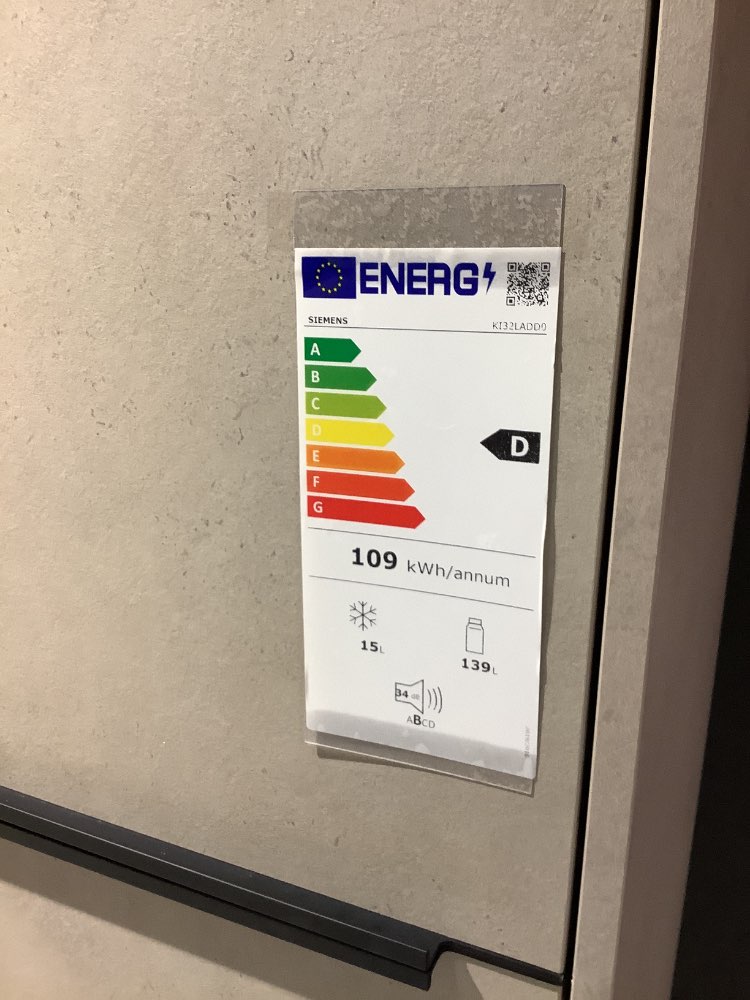 ENERG
SIEMENS
KI32LADD0
A
B
C
D
D
E
F
G
109 kWh/annum
15L
139L
34 dB
ABCD